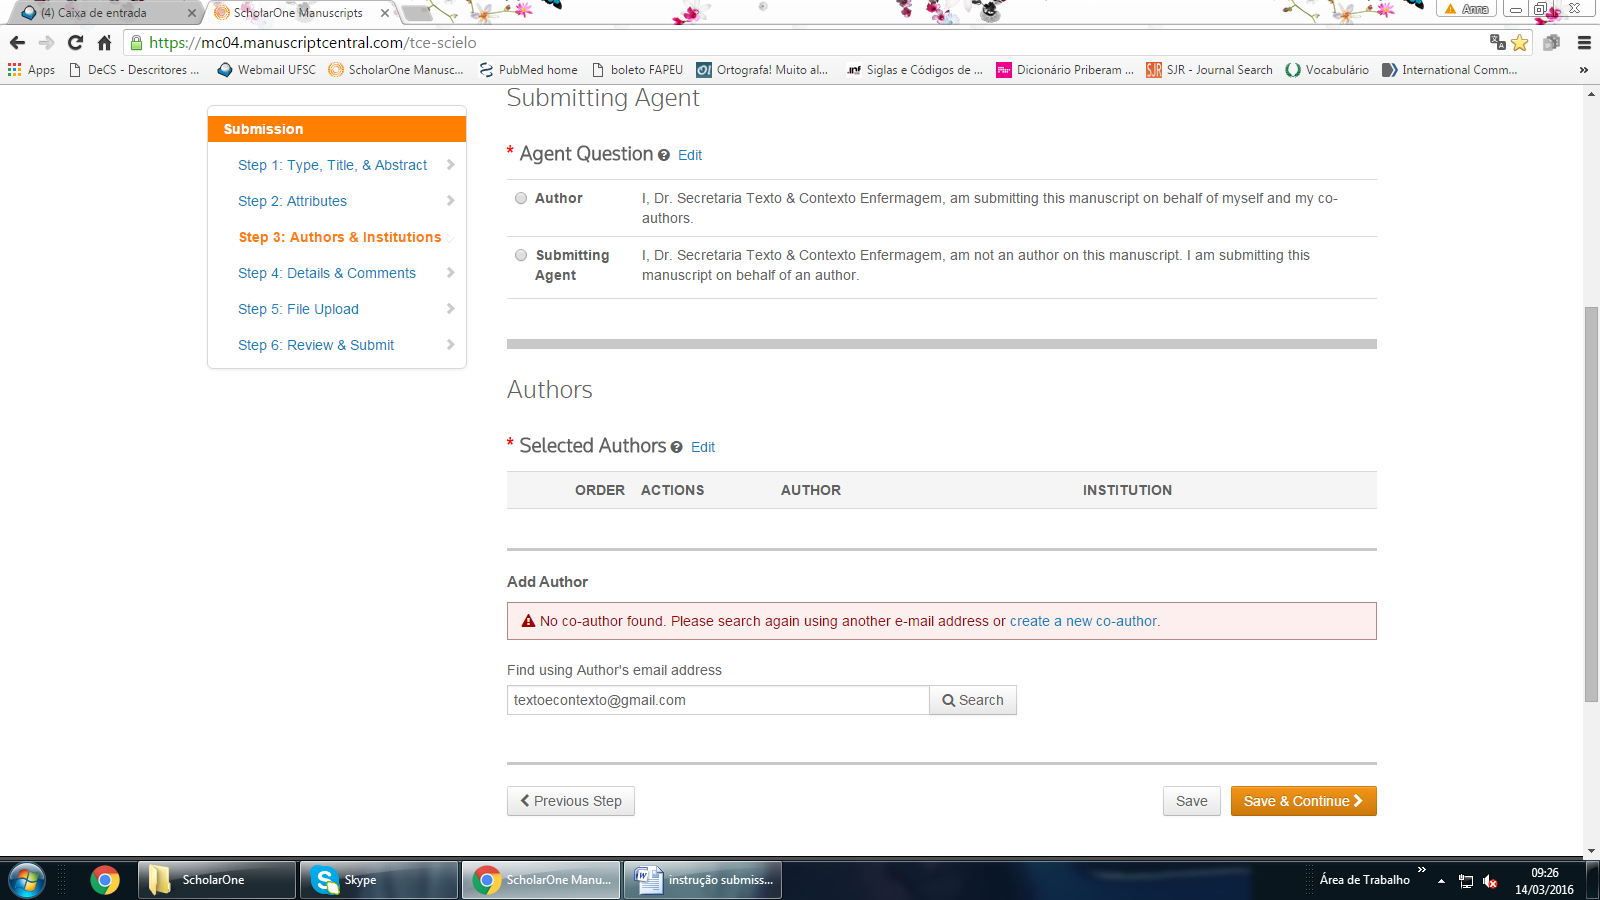 (4) Caixa de entrada
ScholarOne Manuscripts
Anna
https://mc04.manuscriptcentral.com/tce-scielo
Apps
DeCS - Descritores ...
Webmail UFSC
ScholarOne Manusc...
PubMed home
boleto FAPEU
Ortografa! Muito al...
Siglas e Códigos de ...
Dicionário Priberam ...
SJR - Journal Search
Vocabulário
International Comm...
Submission
Step 1: Type, Title, & Abstract
Step 2: Attributes
Step 3: Authors & Institutions
Step 4: Details & Comments
Step 5: File Upload
Step 6: Review & Submit
Submitting Agent
* Agent Question Edit
Author
I, Dr. Secretaria Texto & Contexto Enfermagem, am submitting this manuscript on behalf of myself and my co-
authors.
Submitting
Agent
I, Dr. Secretaria Texto & Contexto Enfermagem, am not an author on this manuscript. I am submitting this
manuscript on behalf of an author.
Authors
* Selected Authors Edit
ORDER ACTIONS AUTHOR INSTITUTION
Add Author
No co-author found. Please search again using another e-mail address or create a new co-author.
Find using Author's email address
textoecontexto@gmail.com
Search
Previous Step
Save
Save & Continue
ScholarOne
Skype
ScholarOne Manu...
instrução submiss...
Área de Trabalho
09:26
14/03/2016